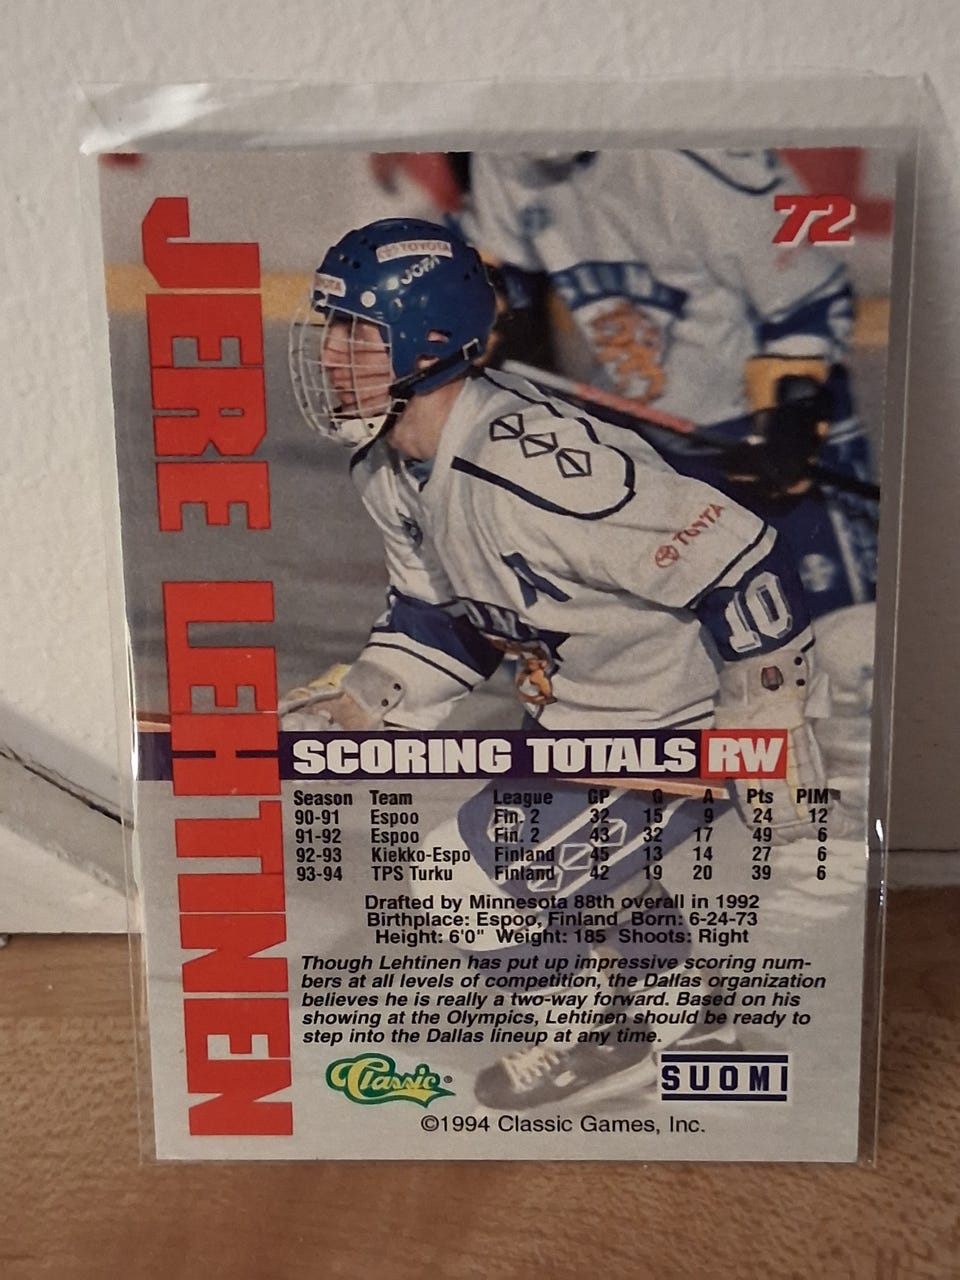 72
JERE LEHTINEN
TOYOTA
JOFA
TOYOTA
10
SCORING TOTALS RW
Season Team League GP G A Pts PIM
90-91 Espoo Fin. 2 32 15 9 24 12
91-92 Espoo Fin. 2 43 32 17 49 6
92-93 Kiekko-Espo Finland 45 13 14 27 6
93-94 TPS Turku Finland 42 19 20 39 6
Drafted by Minnesota 88th overall in 1992
Birthplace: Espoo, Finland Born: 6-24-73
Height: 6'0" Weight: 185 Shoots: Right
Though Lehtinen has put up impressive scoring num-
bers at all levels of competition, the Dallas organization
believes he is really a two-way forward. Based on his
showing at the Olympics, Lehtinen should be ready to
step into the Dallas lineup at any time.
Classic®
SUOMI
©1994 Classic Games, Inc.